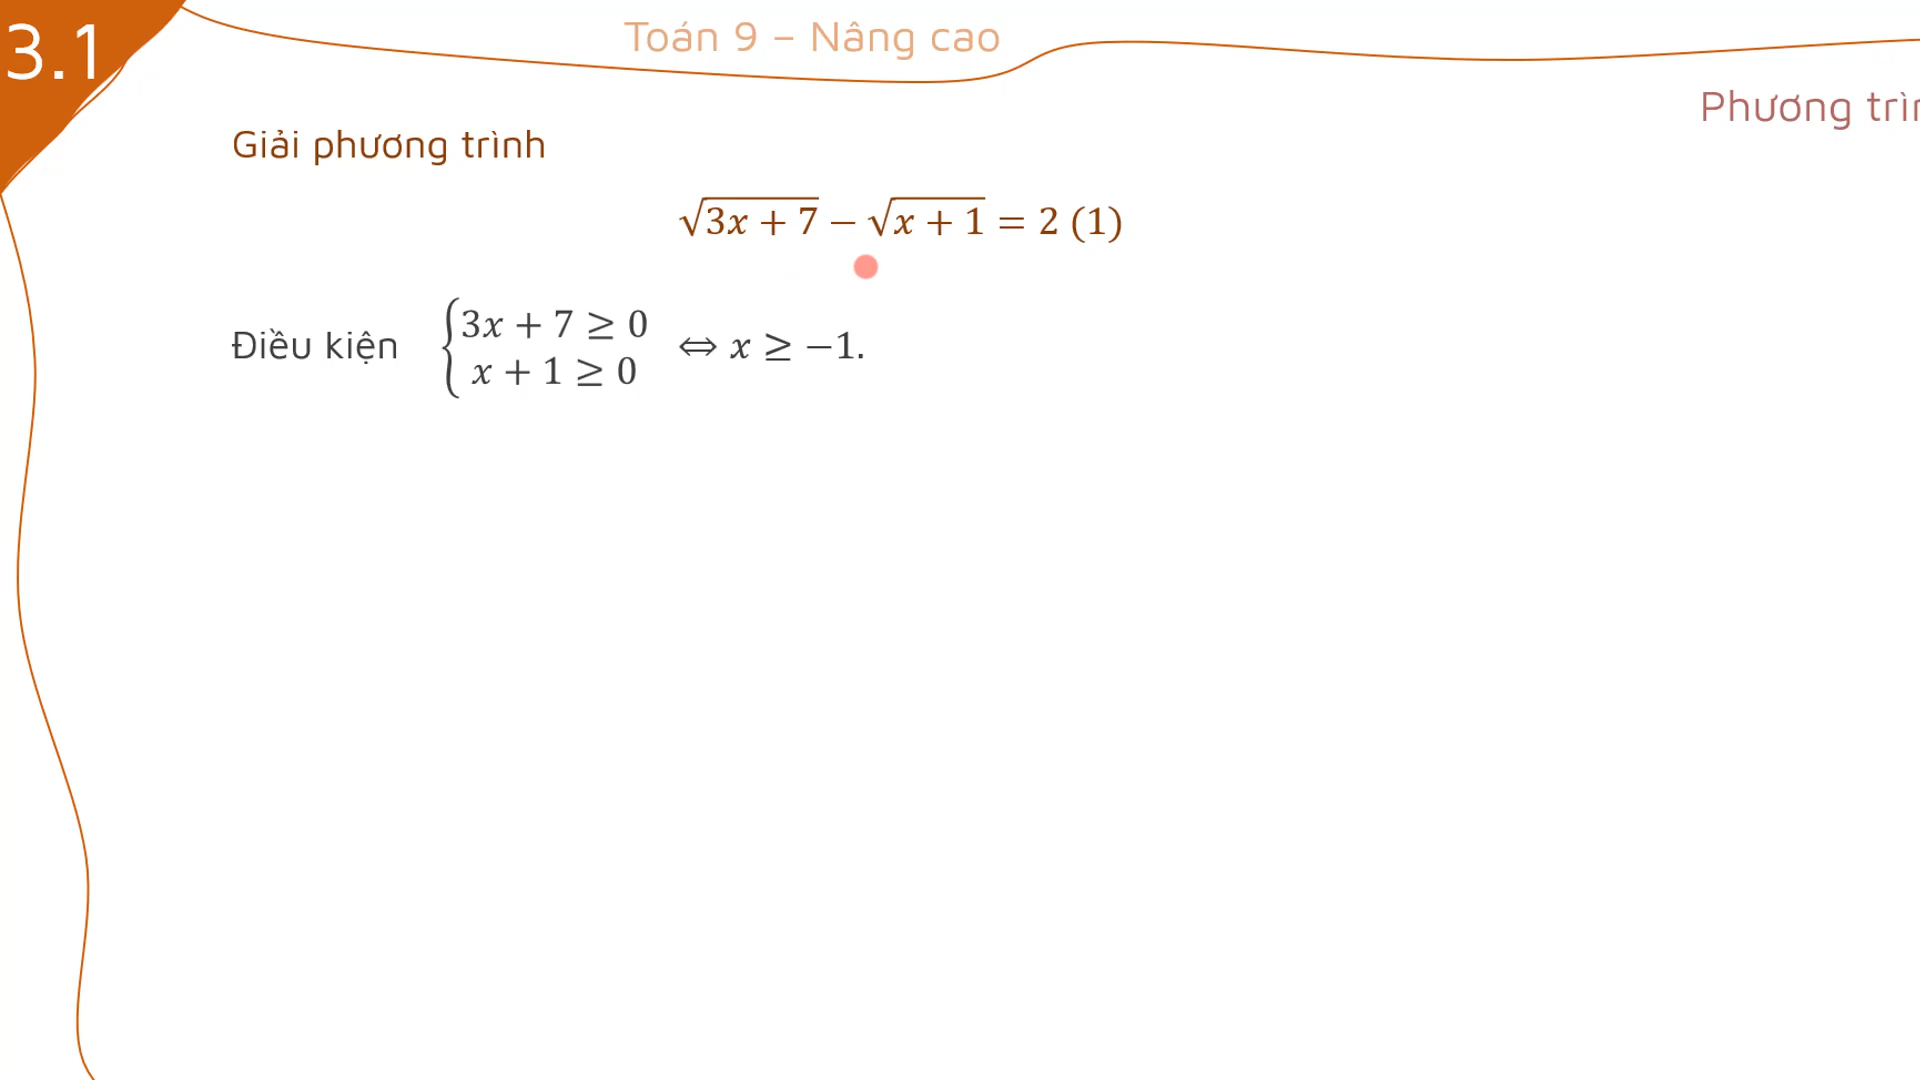 3.1
Toán 9 – Nâng cao
Phương trìn
Giải phương trình
√3x + 7 − √x + 1 = 2 (1)
Điều kiện {3x + 7 ≥ 0
x + 1 ≥ 0 ⇔ x ≥ −1.